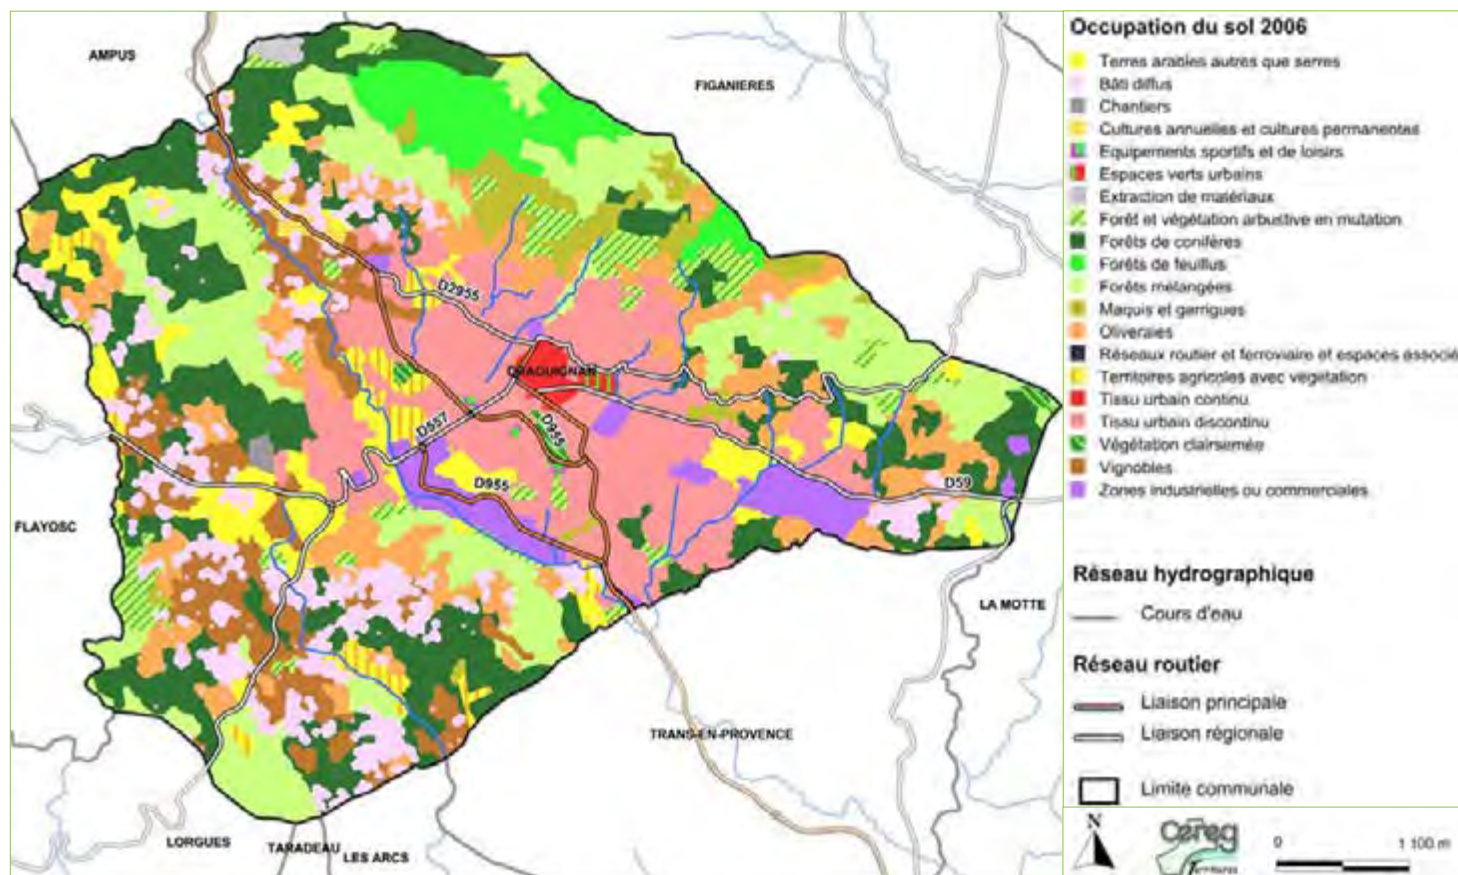 AMPUS
FIGANIERES
D2955
DRAGUIGNAN
D557
D955
D955
D59
FLAYOSC
LA MOTTE
TRANS-EN-PROVENCE
LORGUES
TARADEAU
LES ARCS
Occupation du sol 2006
Terres arables autres que serres
Bâti diffus
Chantiers
Cultures annuelles et cultures permanentes
Equipements sportifs et de loisirs
Espaces verts urbains
Extraction de matériaux
Forêt et végétation arbustive en mutation
Forêts de conifères
Forêts de feuillus
Forêts mélangées
Maquis et garrigues
Oliveraies
Réseaux routier et ferroviaire et espaces associé
Territoires agricoles avec végétation
Tissu urbain continu
Tissu urbain discontinu
Végétation clairsemée
Vignobles
Zones industrielles ou commerciales
Réseau hydrographique
Cours d'eau
Réseau routier
Liaison principale
Liaison régionale
Limite communale
N
Cereg
Territoires
0 1 100 m